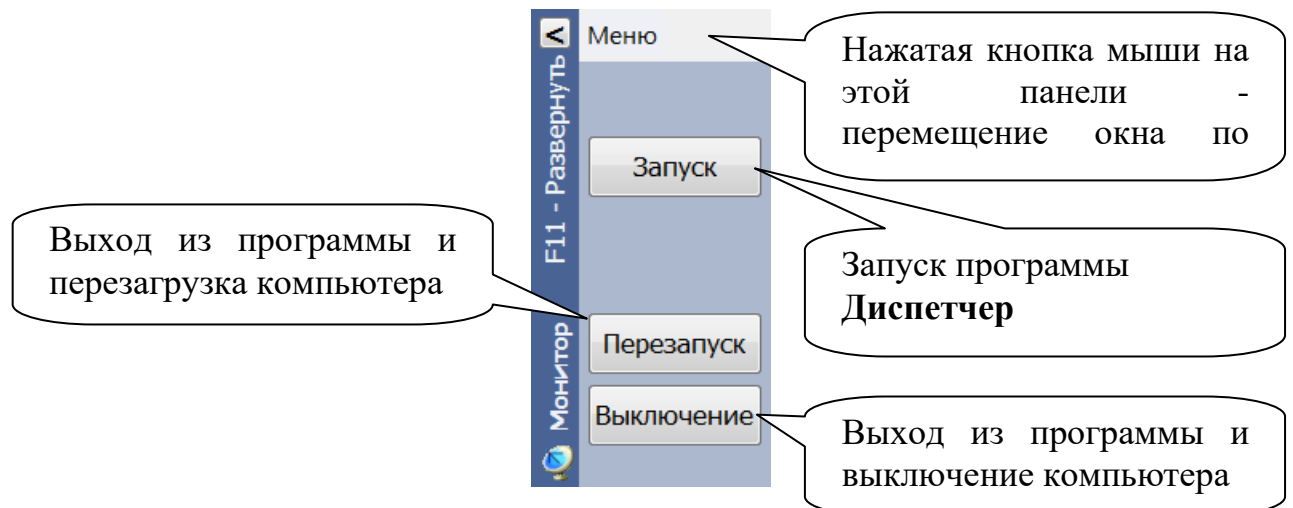 Меню
Нажатая кнопка мыши на
этой панели -
перемещение окна по
F11 - Развернуть <
Запуск
Выход из программы и
перезагрузка компьютера
Запуск программы
Диспетчер
Монитор
Перезапуск
Выключение
Выход из программы и
выключение компьютера